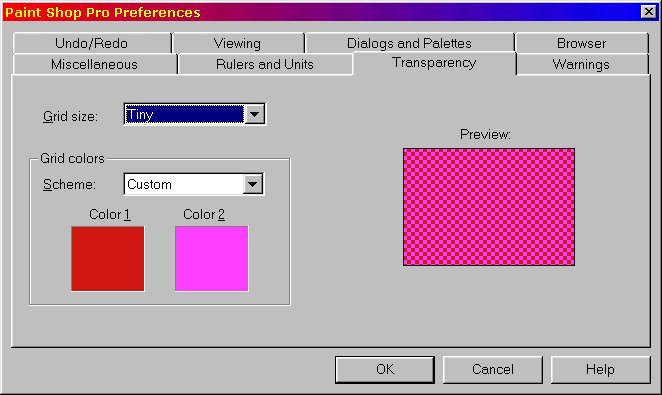 Paint Shop Pro Preferences
Undo/Redo Viewing Dialogs and Palettes Browser
Miscellaneous Rulers and Units Transparency Warnings
Grid size: Tiny
Preview:
Grid colors
Scheme: Custom
Color 1 Color 2
OK Cancel Help